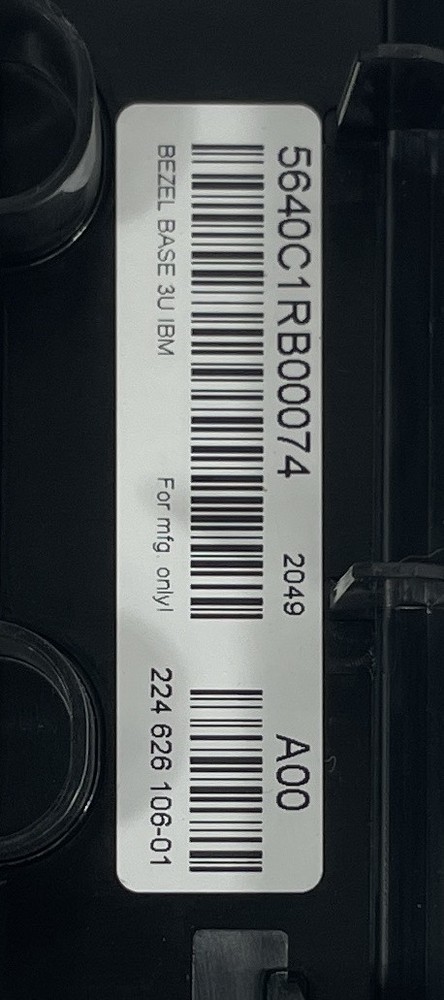 5640C1RB00074 2049 A00
BEZEL BASE 3U IBM For mfg. only! 224 626 106-01